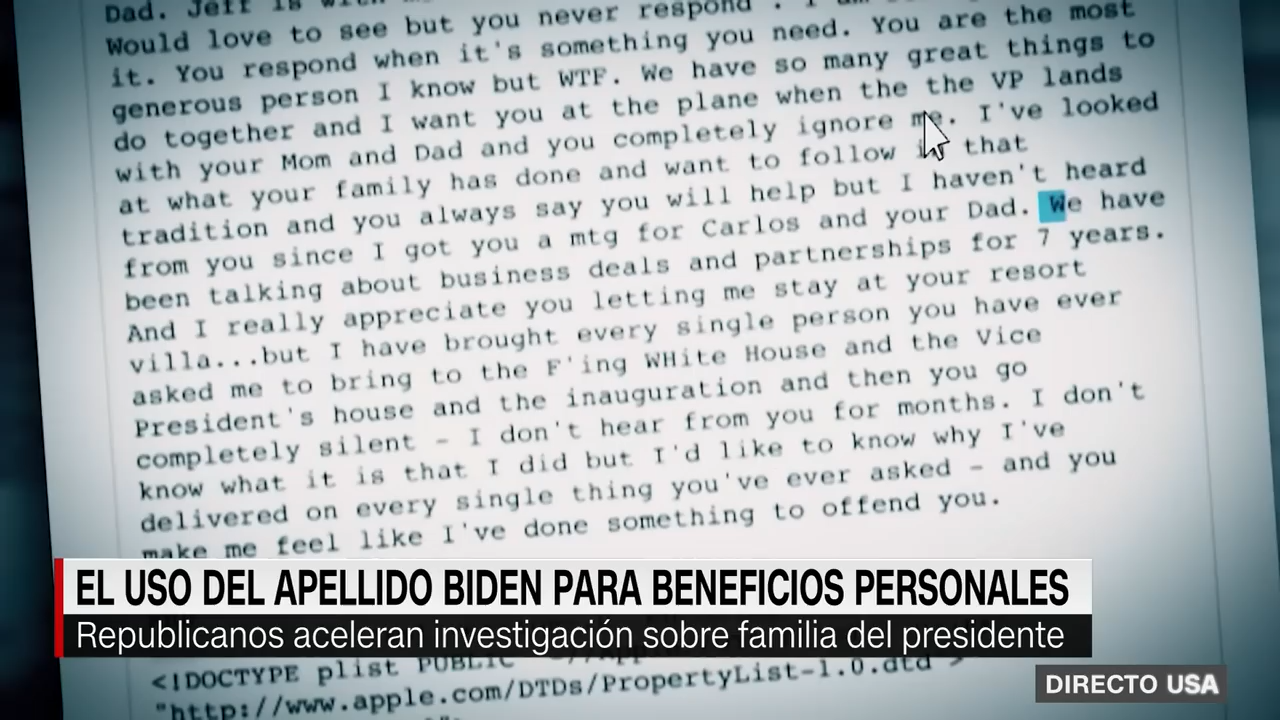 Dad. Jeff is with
Would love to see but you never respond .
it. You respond when it's something you need. You are the most
generous person I know but WTF. We have so many great things to
do together and I want you at the plane when the the VP lands
with your Mom and Dad and you completely ignore me. I've looked
at what your family has done and want to follow in that
tradition and you always say you will help but I haven't heard
from you since I got you a mtg for Carlos and your Dad. We have
been talking about business deals and partnerships for 7 years.
And I really appreciate you letting me stay at your resort
villa...but I have brought every single person you have ever
asked me to bring to the F'ing WHite House and the Vice
President's house and the inauguration and then you go
completely silent - I don't hear from you for months. I don't
know what it is that I did but I'd like to know why I've
delivered on every single thing you've ever asked - and you
make me feel like I've done something to offend you.
EL USO DEL APELLIDO BIDEN PARA BENEFICIOS PERSONALES
Republicanos aceleran investigación sobre familia del presidente
<!DOCTYPE plist PUBLIC PropertyList-1.0.dtd
"http://www.apple.com/DTDs/PropertyList-1.0.dtd">
DIRECTO USA